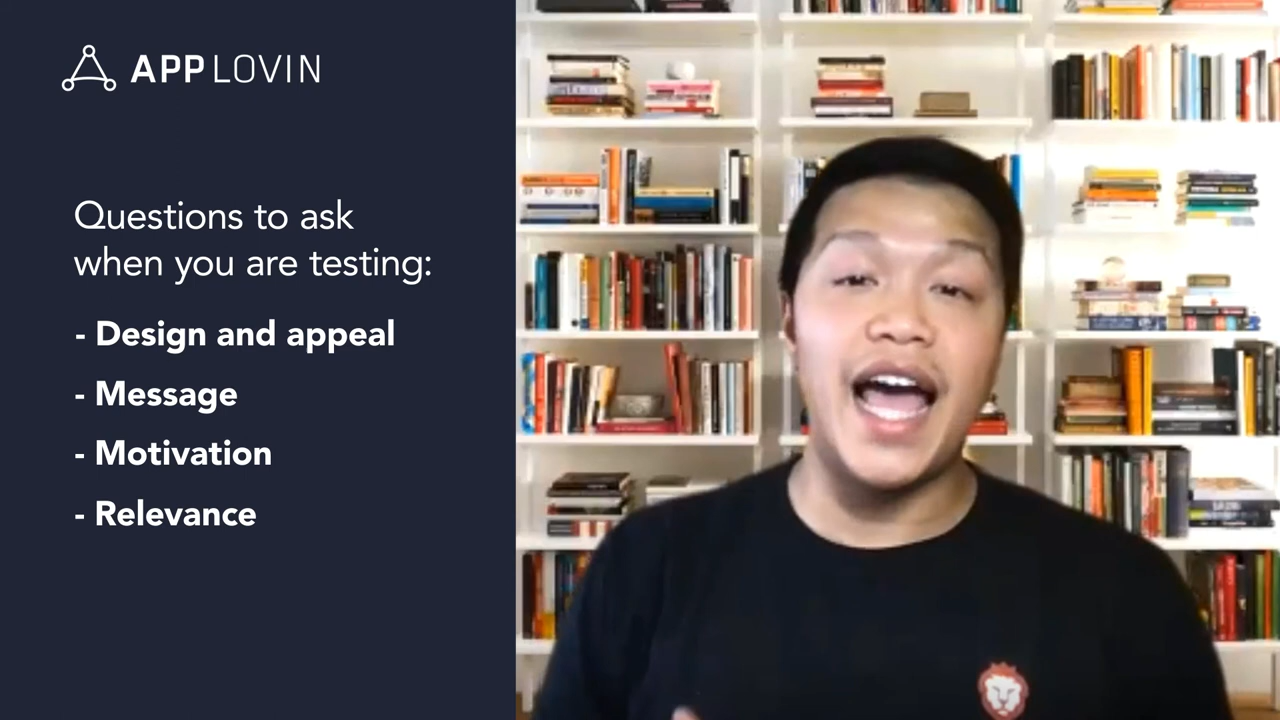 APPLOVIN
Questions to ask
when you are testing:
- Design and appeal
- Message
- Motivation
- Relevance